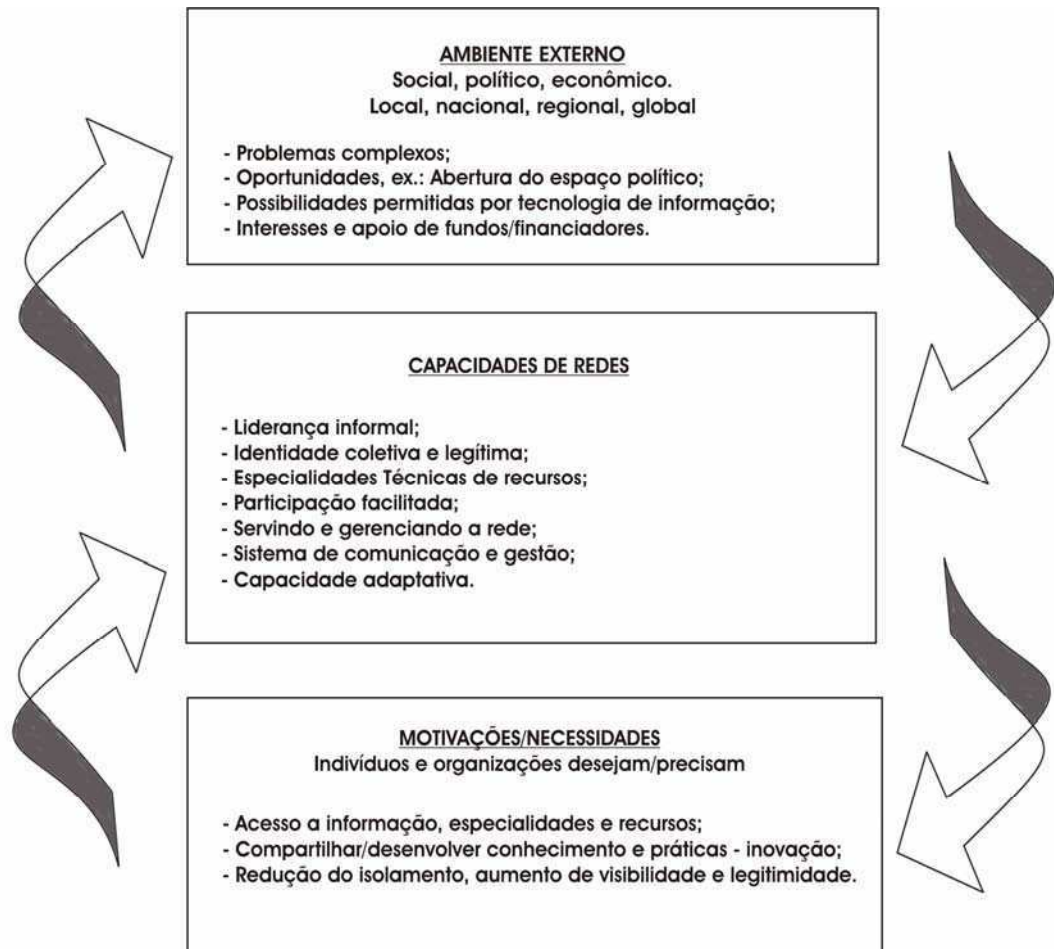 AMBIENTE EXTERNO
Social, político, econômico.
Local, nacional, regional, global
- Problemas complexos;
- Oportunidades, ex.: Abertura do espaço político;
- Possibilidades permitidas por tecnologia de informação;
- Interesses e apoio de fundos/financiadores.
CAPACIDADES DE REDES
- Liderança informal;
- Identidade coletiva e legítima;
- Especialidades Técnicas de recursos;
- Participação facilitada;
- Servindo e gerenciando a rede;
- Sistema de comunicação e gestão;
- Capacidade adaptativa.
MOTIVAÇÕES/NECESSIDADES
Indivíduos e organizações desejam/precisam
- Acesso a informação, especialidades e recursos;
- Compartilhar/desenvolver conhecimento e práticas - inovação;
- Redução do isolamento, aumento de visibilidade e legitimidade.